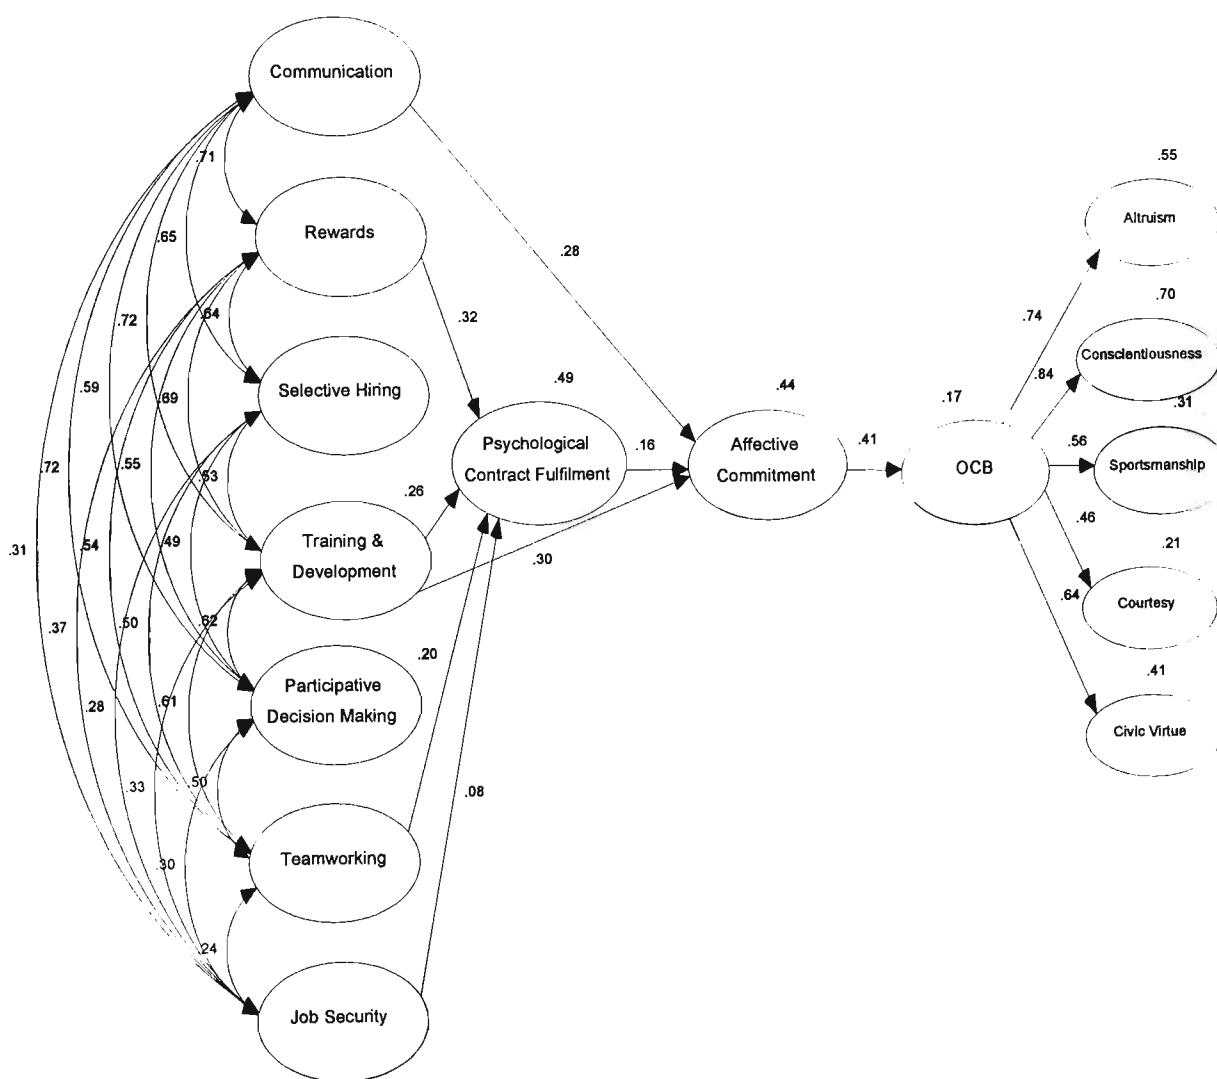 Communication
.71
Rewards
.65
.28
.64
.32
.72
Selective Hiring
.59
.69
.49
.44
Psychological
Contract Fulfilment
.16
Affective
Commitment
.41
.17
OCB
.72
.55
.53
.26
Training &
Development
.30
.31
.54
.49
.37
.50
.62
.20
Participative
Decision Making
.28
.61
.33
.50
.08
Teamworking
.30
.24
Job Security
.55
Altruism
.74
.70
Conscientiousness
.84
.31
.56
Sportsmanship
.46
.21
.64
Courtesy
.41
Civic Virtue